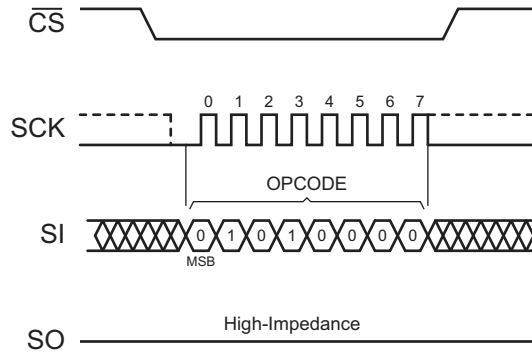 CS
0 1 2 3 4 5 6 7
SCK
OPCODE
SI 0 1 0 1 0 0 0 0
MSB
High-Impedance
SO